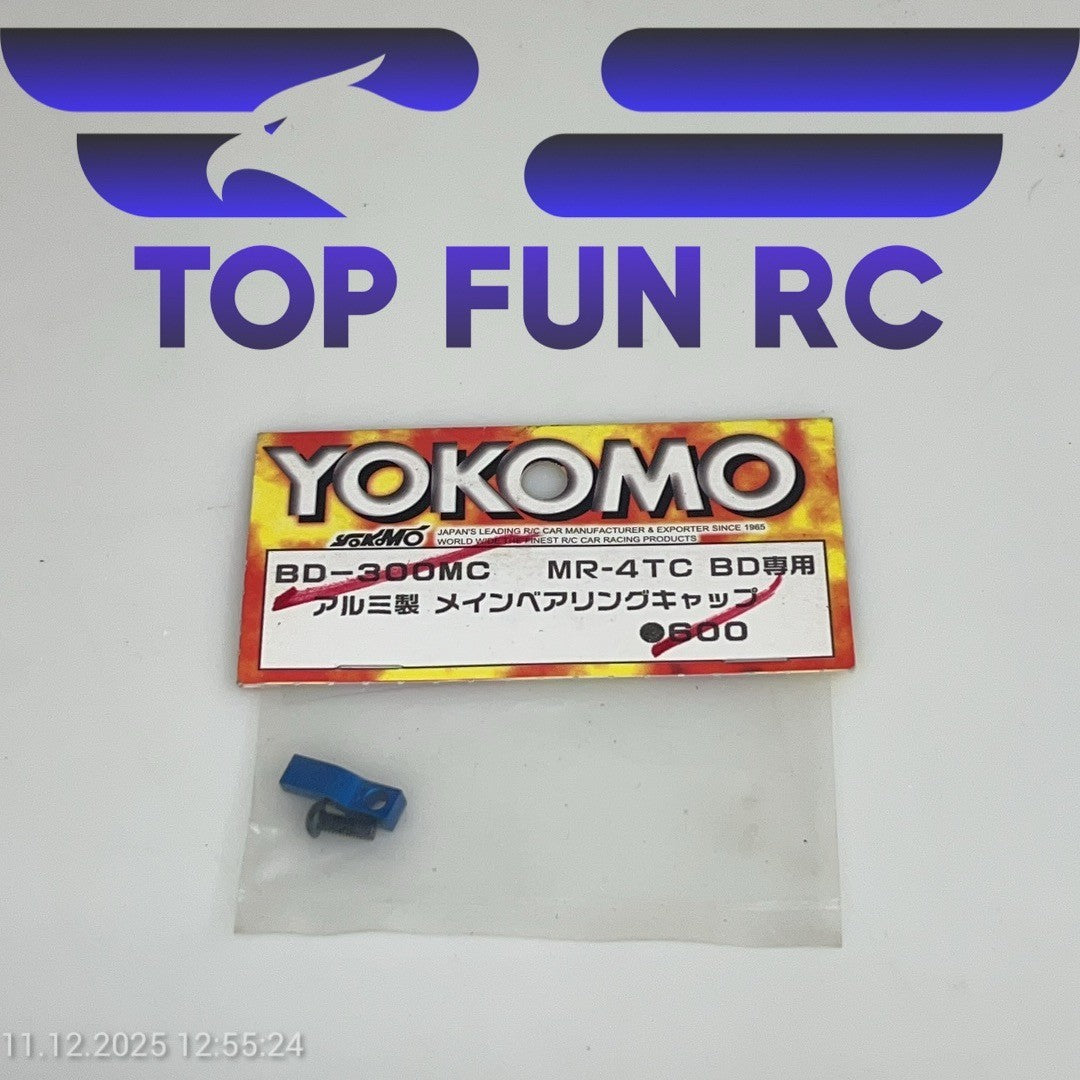 TOP FUN RC
YOKOMO
YOKOMO
JAPAN'S LEADING R/C CAR MANUFACTURER & EXPORTER SINCE 1965
WORLD WIDE THE FINEST R/C CAR RACING PRODUCTS
BD-300MC MR-4TC BD専用
アルミ製 メインベアリングキャップ
●600
11.12.2025 12:55:24